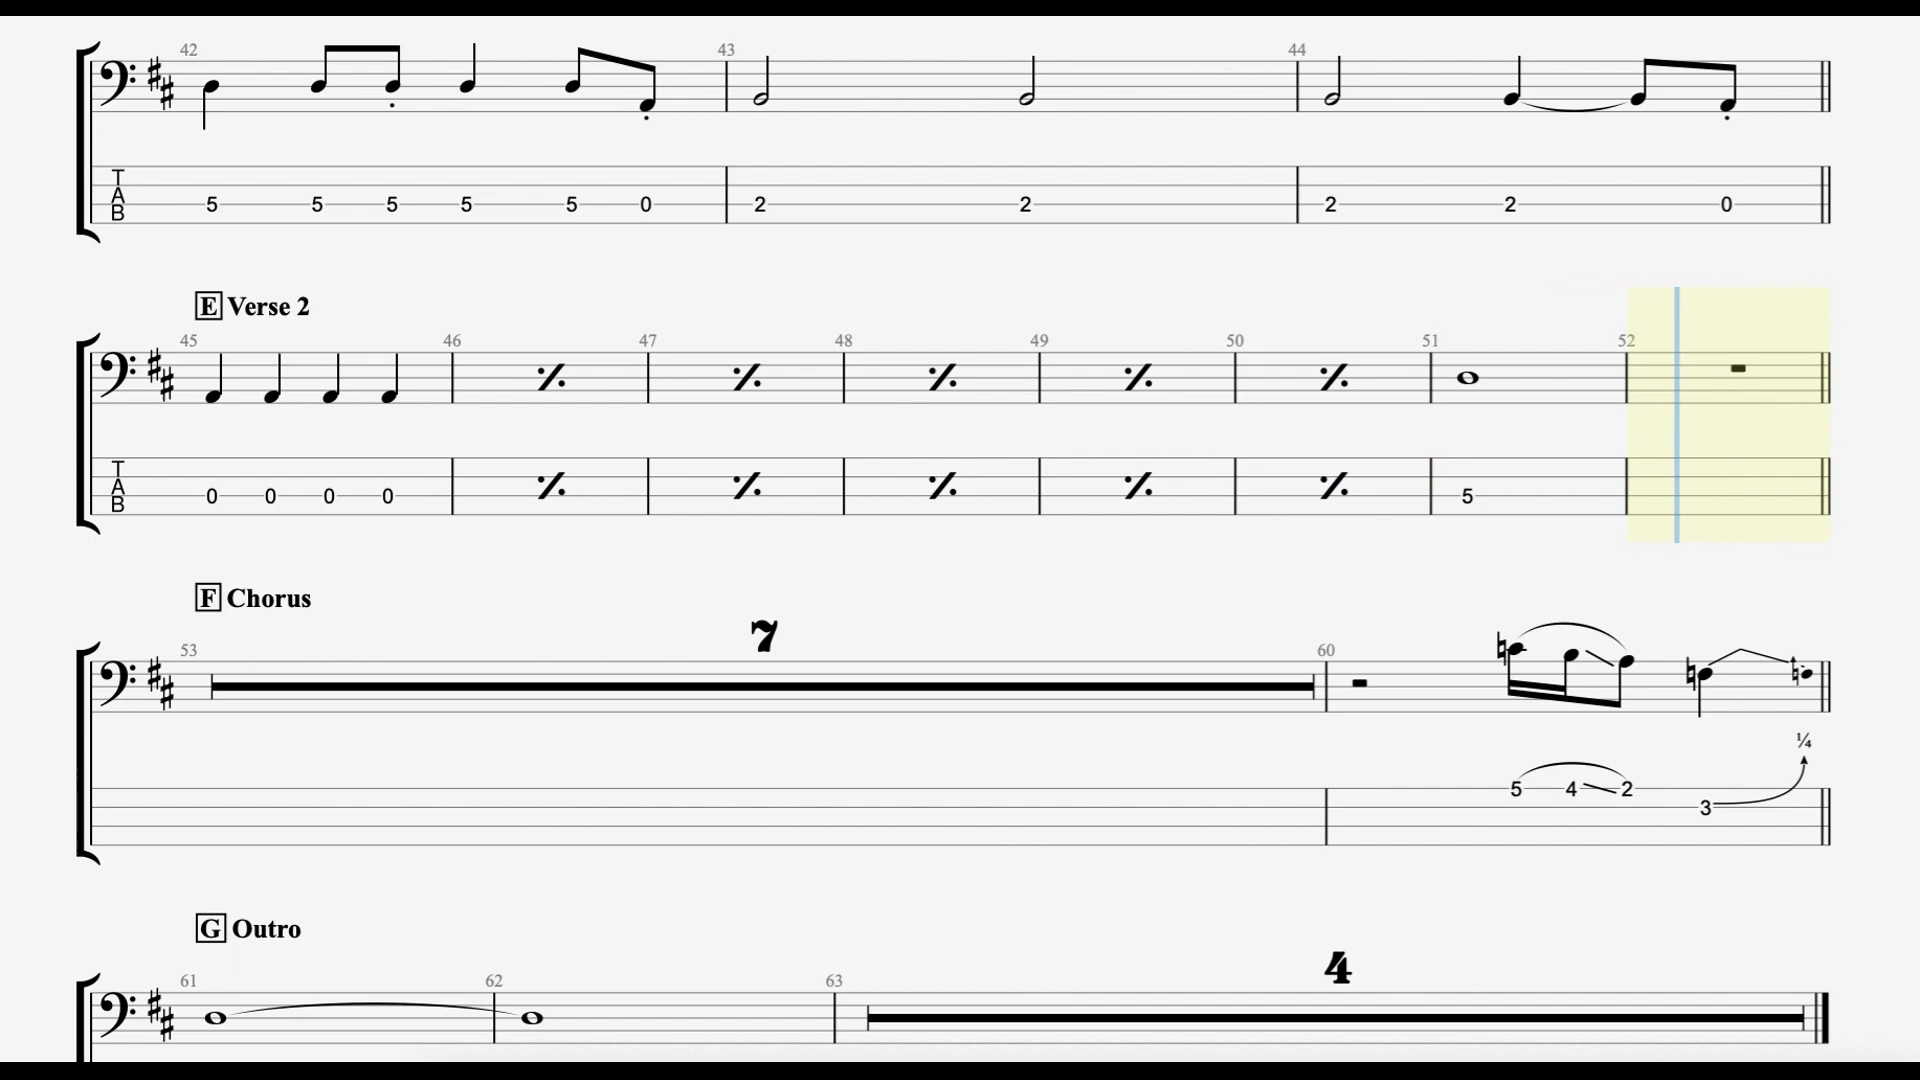 42 43 44
T
A
B
5 5 5 5 5 0 2 2 2 2 0
E Verse 2
45 46 47 48 49 50 51 52
T
A
B
0 0 0 0 5
F Chorus
7
53 60
¼
5 4 2
3
G Outro
4
61 62 63